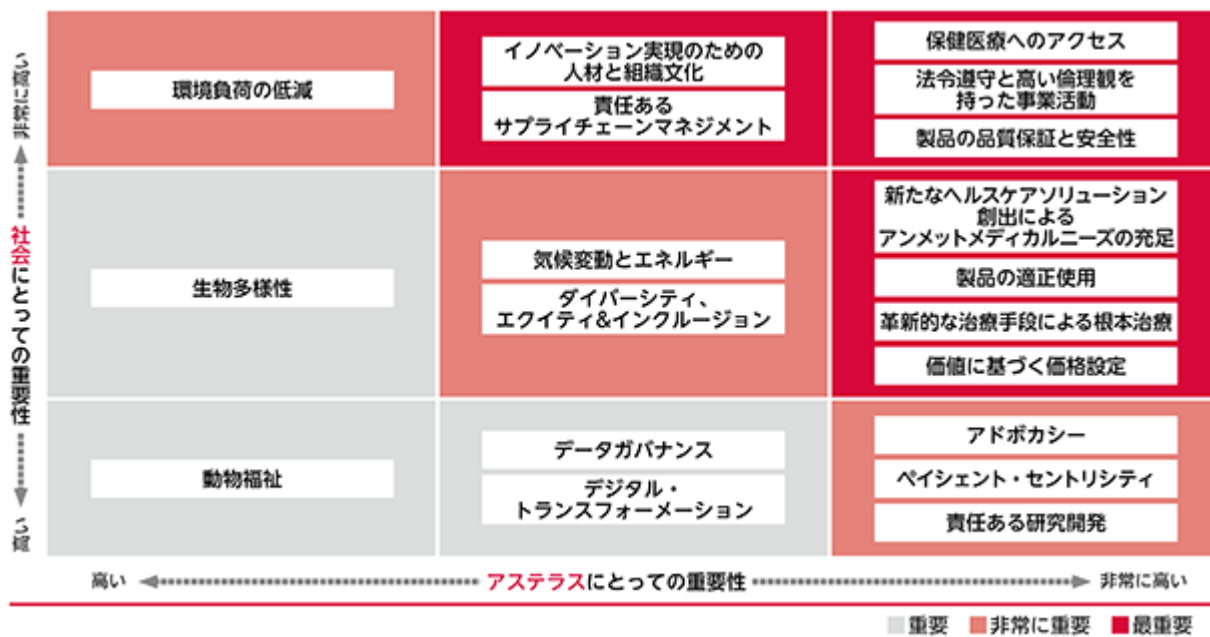 環境負荷の低減
イノベーション実現のための
人材と組織文化
責任ある
サプライチェーンマネジメント
保健医療へのアクセス
法令遵守と高い倫理観を
持った事業活動
製品の品質保証と安全性
生物多様性
気候変動とエネルギー
ダイバーシティ、
エクイティ&インクルージョン
新たなヘルスケアソリューション
創出による
アンメットメディカルニーズの充足
製品の適正使用
革新的な治療手段による根本治療
価値に基づく価格設定
動物福祉
データガバナンス
デジタル・
トランスフォーメーション
アドボカシー
ペイシェント・セントリシティ
責任ある研究開発
非常に高い
社会にとっての重要性
高い
高い
アステラスにとっての重要性
非常に高い
重要
非常に重要
最重要